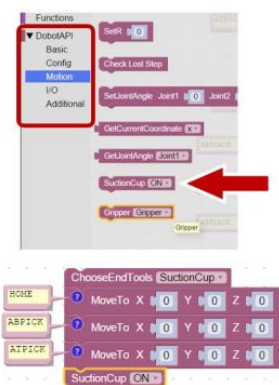 Functions
DobotAPI
Basic
Config
Motion
I/O
Additional
SetR 0
Check Lost Step
SetJointAngle Joint1 0 Joint2
GetCurrentCoordinate X
GetJointAngle Joint1
SuctionCup ON
Gripper Gripper
Gripper
ChooseEndTools SuctionCup
HOME
? MoveTo X 0 Y 0 Z 0
ABPICK
? MoveTo X 0 Y 0 Z 0
ATPICK
? MoveTo X 0 Y 0 Z 0
SuctionCup ON